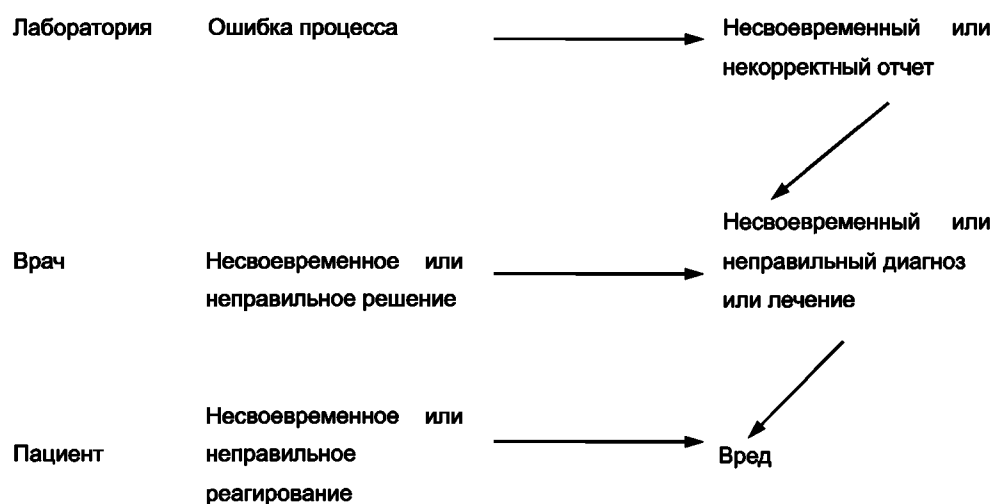 Лаборатория Ошибка процесса Несвоевременный или
некорректный отчет
Несвоевременный или
Врач Несвоевременное или неправильный диагноз
неправильное решение или лечение
Несвоевременное или
Пациент неправильное Вред
реагирование